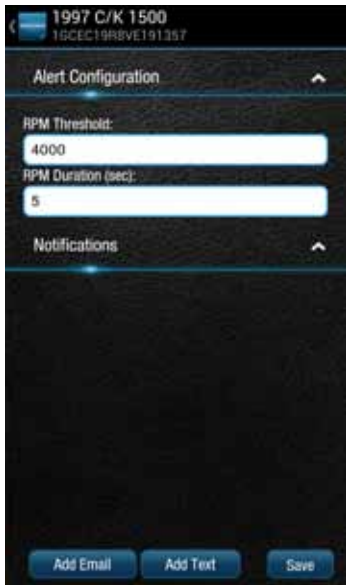 1997 C/K 1500
1GCEC19R8VE191357
Alert Configuration
RPM Threshold:
4000
RPM Duration (sec):
5
Notifications
Add Email Add Text Save